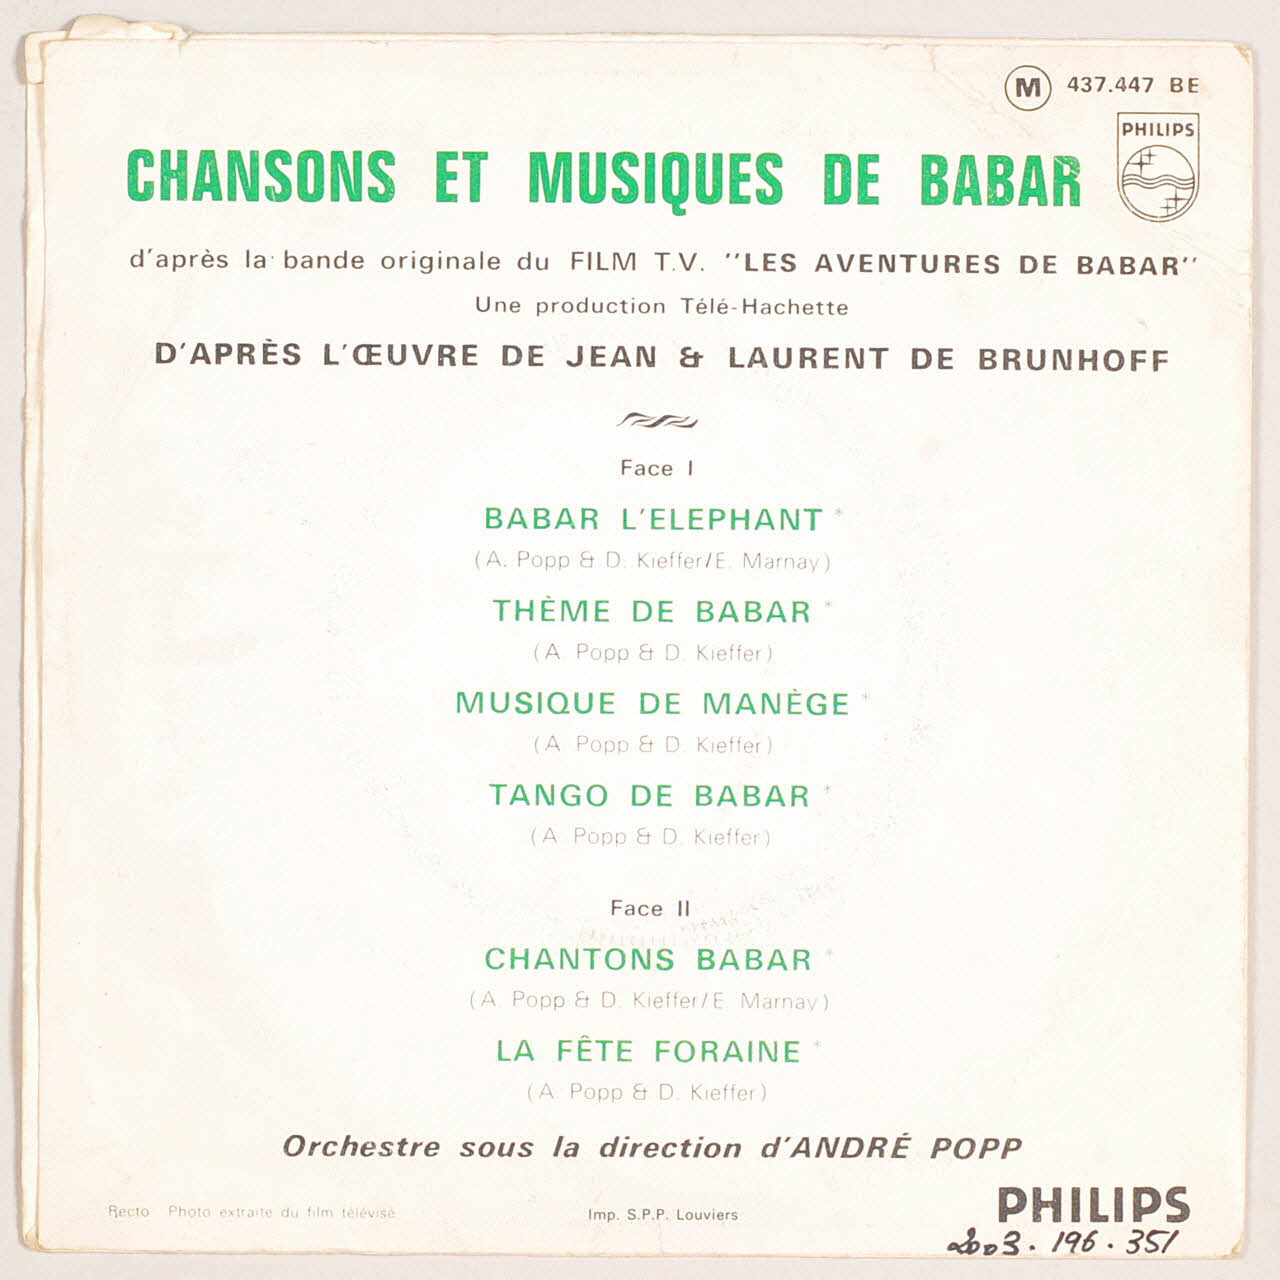 M 437.447 BE
PHILIPS
CHANSONS ET MUSIQUES DE BABAR
d'après la bande originale du FILM T.V. "LES AVENTURES DE BABAR"
Une production Télé-Hachette
D'APRÈS L'ŒUVRE DE JEAN & LAURENT DE BRUNHOFF
Face I
BABAR L'ELEPHANT *
(A. Popp & D. Kieffer/E. Marnay)
THÈME DE BABAR *
(A. Popp & D. Kieffer)
MUSIQUE DE MANÈGE *
(A. Popp & D. Kieffer)
TANGO DE BABAR *
(A. Popp & D. Kieffer)
Face II
CHANTONS BABAR *
(A. Popp & D. Kieffer/E. Marnay)
LA FÊTE FORAINE *
(A. Popp & D. Kieffer)
Orchestre sous la direction d'ANDRÉ POPP
Recto Photo extraite du film télévisé
Imp. S.P.P. Louviers
PHILIPS
2003.196.351